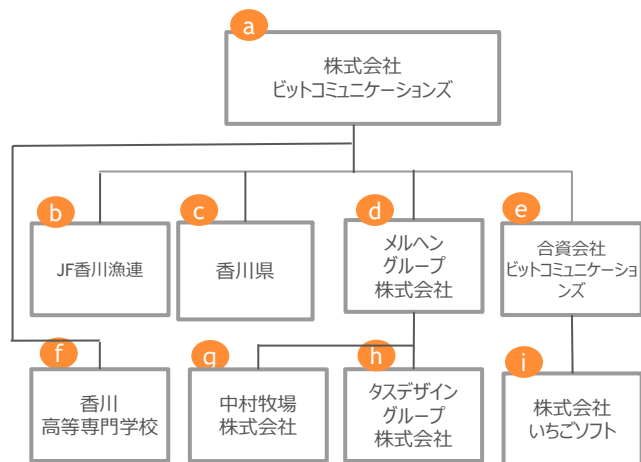 a
株式会社
ビットコミュニケーションズ
b
JF香川漁連
c
香川県
d
メルヘン
グループ
株式会社
e
合資会社
ビットコミュニケーショ
ンズ
f
香川
高等専門学校
g
中村牧場
株式会社
h
タスデザイン
グループ
株式会社
i
株式会社
いちごソフト